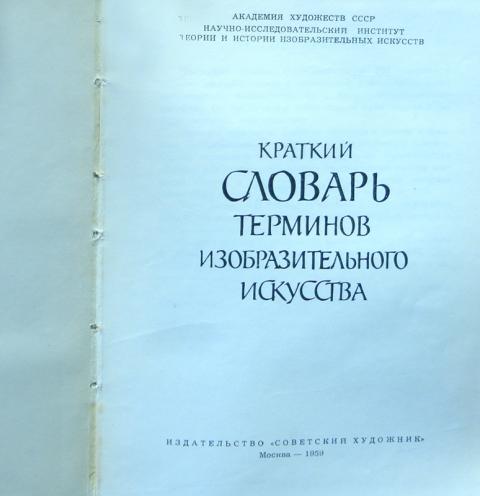 АКАДЕМИЯ ХУДОЖЕСТВ СССР
НАУЧНО-ИССЛЕДОВАТЕЛЬСКИЙ ИНСТИТУТ
ТЕОРИИ И ИСТОРИИ ИЗОБРАЗИТЕЛЬНЫХ ИСКУССТВ
КРАТКИЙ
СЛОВАРЬ
ТЕРМИНОВ
ИЗОБРАЗИТЕЛЬНОГО
ИСКУССТВА
ИЗДАТЕЛЬСТВО «СОВЕТСКИЙ ХУДОЖНИК»
Москва — 1959